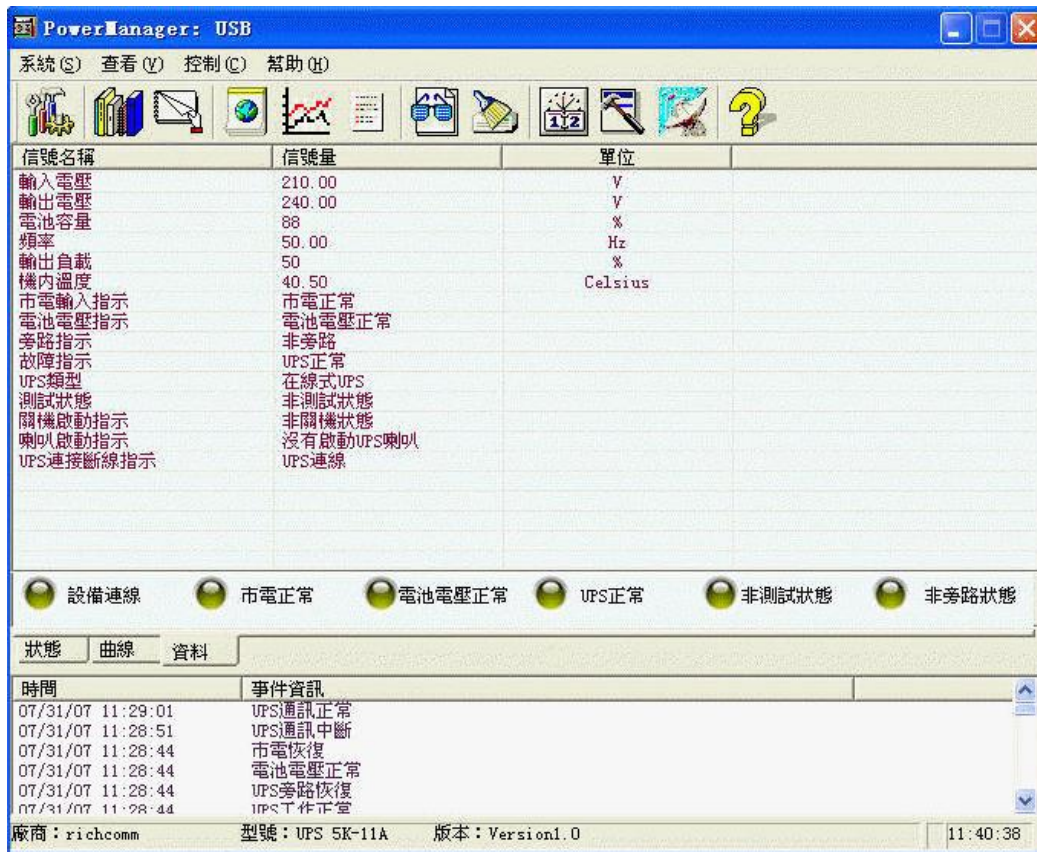 PowerManager: USB
系統(S) 查看(V) 控制(C) 幫助(H)
信號名稱 信號量 單位
輸入電壓 210.00 V
輸出電壓 240.00 V
電池容量 88 %
頻率 50.00 Hz
輸出負載 50 %
機內溫度 40.50 Celsius
市電輸入指示 市電正常
電池電壓指示 電池電壓正常
旁路指示 非旁路
故障指示 UPS正常
UPS類型 在線式UPS
測試狀態 非測試狀態
關機啟動指示 非關機狀態
喇叭啟動指示 沒有啟動UPS喇叭
UPS連接斷線指示 UPS連線
設備連線 市電正常 電池電壓正常 UPS正常 非測試狀態 非旁路狀態
狀態 曲線 資料
時間 事件資訊
07/31/07 11:29:01 UPS通訊正常
07/31/07 11:28:51 UPS通訊中斷
07/31/07 11:28:44 市電恢復
07/31/07 11:28:44 電池電壓正常
07/31/07 11:28:44 UPS旁路恢復
07/31/07 11:28:44 UPS工作正常
廠商：richcomm 型號：UPS 5K-11A 版本：Version1.0 11:40:38